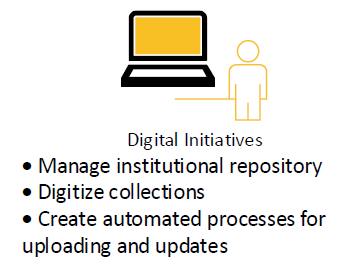 Digital Initiatives
• Manage institutional repository
• Digitize collections
• Create automated processes for
uploading and updates